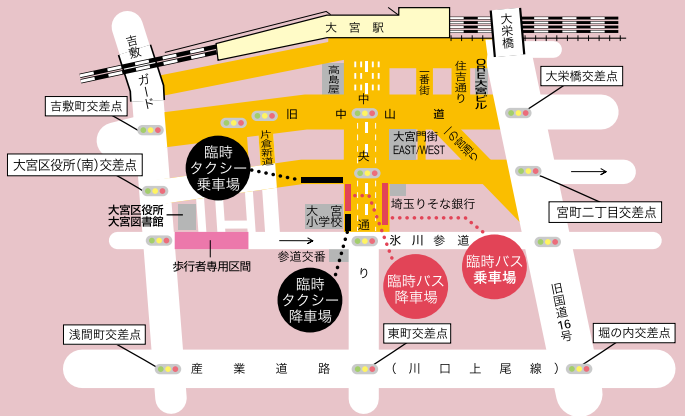 大宮駅
大栄橋
吉敷
ガード
高島屋
一番街
住吉通り
ORE大宮ビル
大栄橋交差点
吉敷町交差点
旧中山道
中央通り
片倉新道
大宮門街
EAST/WEST
一の宮通り
臨時
タクシー
乗車場
大宮区役所(南)交差点
大宮
小学校
埼玉りそな銀行
宮町二丁目交差点
大宮区役所
大宮図書館
氷川参道
参道交番
歩行者専用区間
臨時
タクシー
降車場
臨時バス
降車場
臨時バス
乗車場
旧国道16号
浅間町交差点
東町交差点
堀の内交差点
産業道路(川口上尾線)